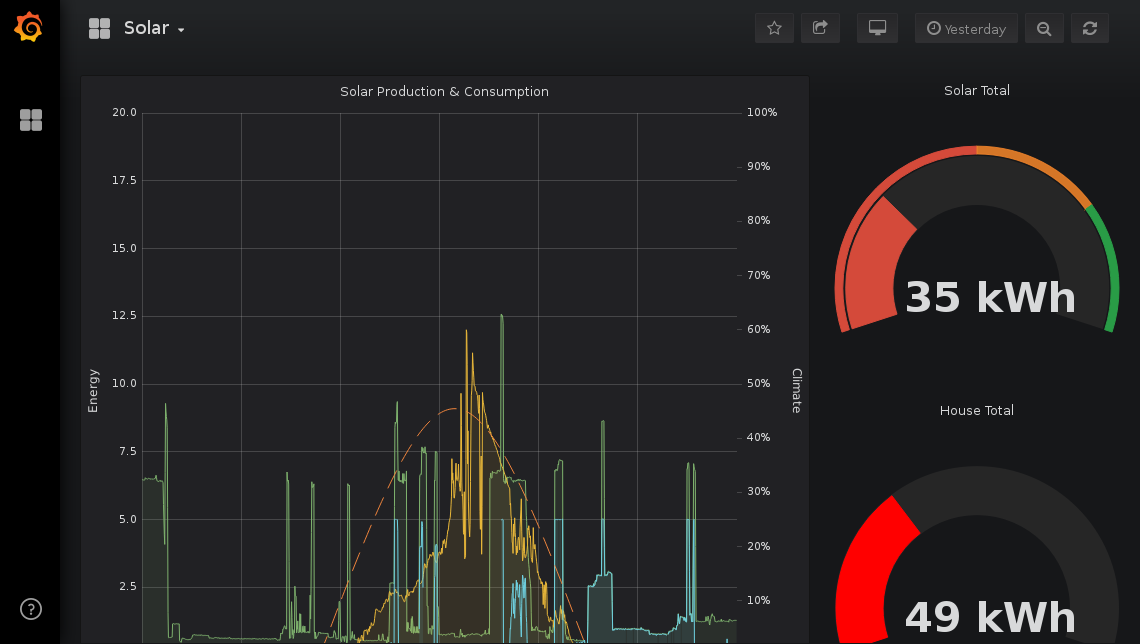 Solar
Yesterday
Solar Production & Consumption
20.0
17.5
15.0
12.5
10.0
7.5
5.0
2.5
Energy
100%
90%
80%
70%
60%
50%
40%
30%
20%
10%
Climate
Solar Total
35 kWh
House Total
49 kWh
?